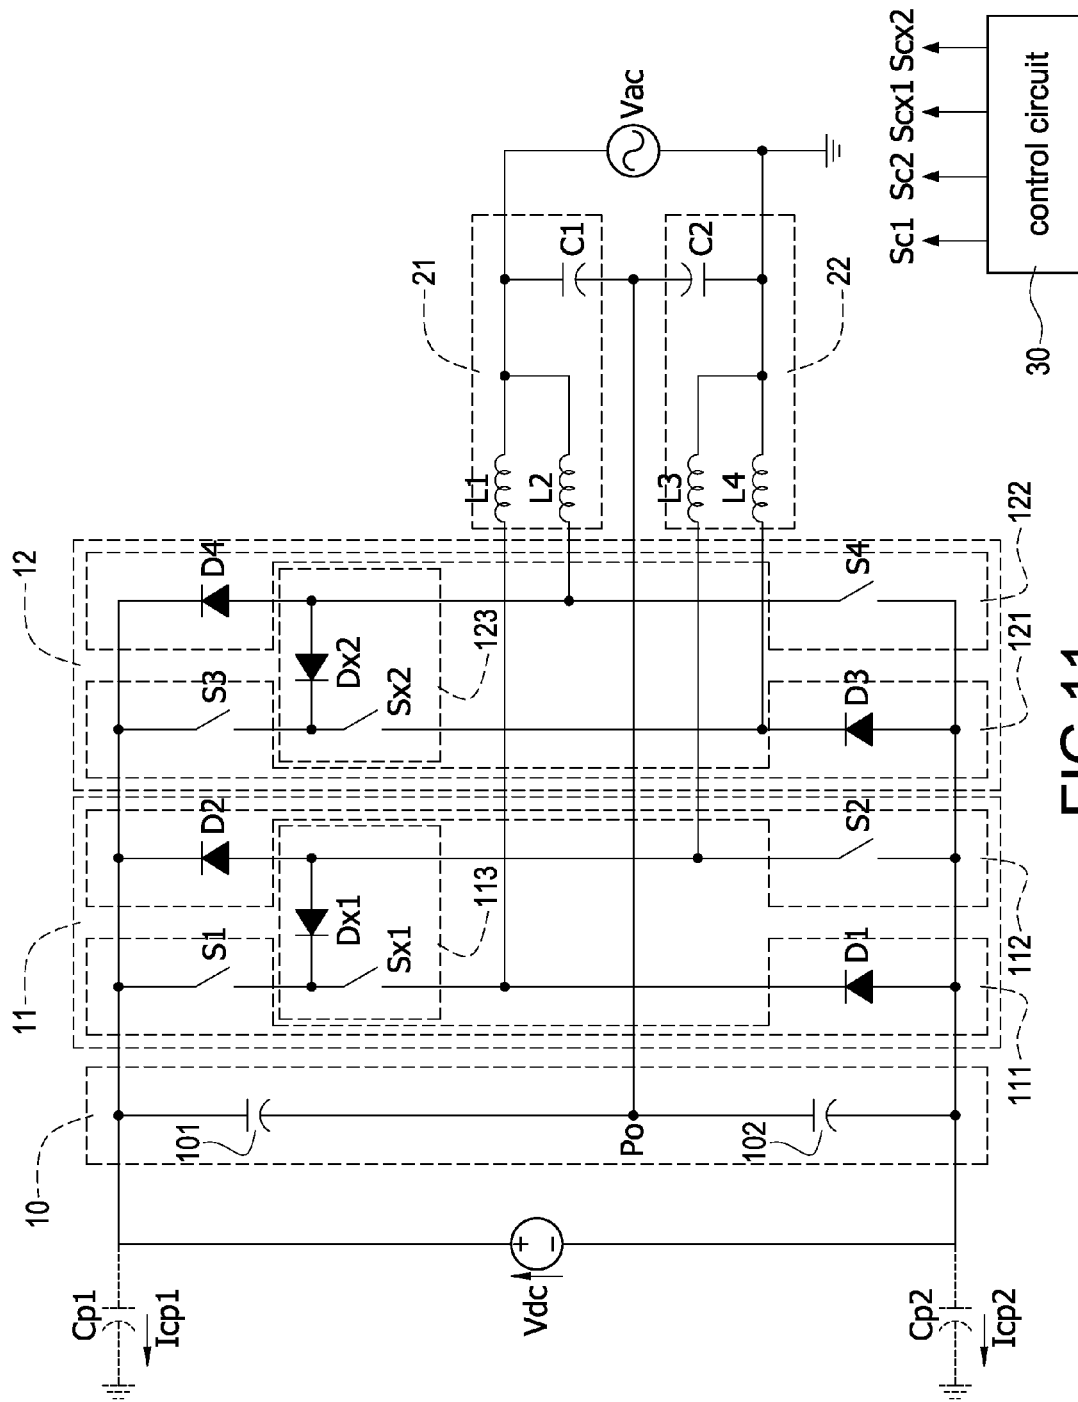 10
11
12
Cp1
Icp1
101
S1
D2
S3
D4
Dx1
Dx2
Sx1
Sx2
21
113
123
L1
Vdc
L2
C1
Po
Vac
L3
C2
L4
102
22
D1
S2
D3
S4
Sc1 Sc2 Scx1 Scx2
Cp2
Icp2
111
112
121
122
30
control circuit
FIG.11